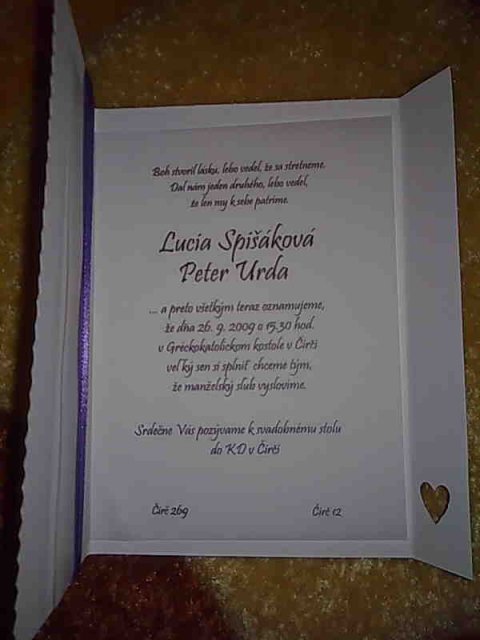 Boh stvoril lásku, lebo vedel, že sa stretneme.
Dal nám jeden druhého, lebo vedel,
že len my k sebe patríme.
Lucia Spišáková
Peter Urda
... a preto všetkým teraz oznamujeme,
že dňa 26. 9. 2009 o 15.30 hod.
v Gréckokatolíckom kostole v Čirči
veľký sen si splniť chceme tým,
že manželský sľub vyslovíme.
Srdečne Vás pozývame k svadobnému stolu
do KD v Čirči
Čirč 269 Čirč 12